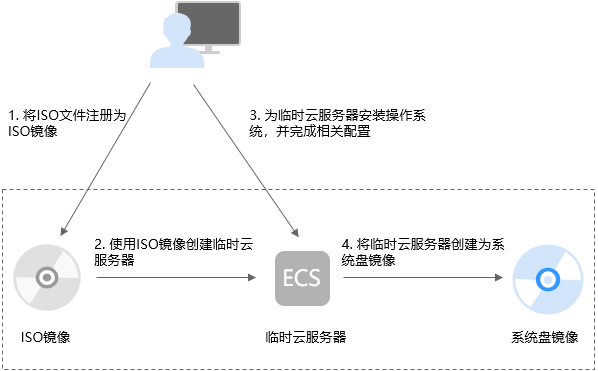 1. 将ISO文件注册为
ISO镜像
3. 为临时云服务器安装操作系
统，并完成相关配置
2. 使用ISO镜像创建临时云
服务器
4. 将临时云服务器创建为系
统盘镜像
ECS
ISO镜像
临时云服务器
系统盘镜像